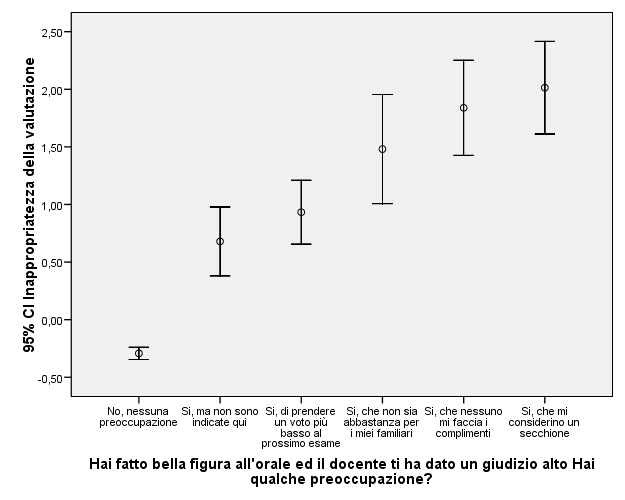 95% CI Inappropriatezza della valutazione
2,50
2,00
1,50
1,00
0,50
0,00
-0,50
No, nessuna
preoccupazione
Si, ma non sono
indicate qui
Si, di prendere
un voto più
basso al
prossimo esame
Si, che non sia
abbastanza per
i miei familiari
Si, che nessuno
mi faccia i
complimenti
Si, che mi
considerino un
secchione
Hai fatto bella figura all'orale ed il docente ti ha dato un giudizio alto Hai
qualche preoccupazione?